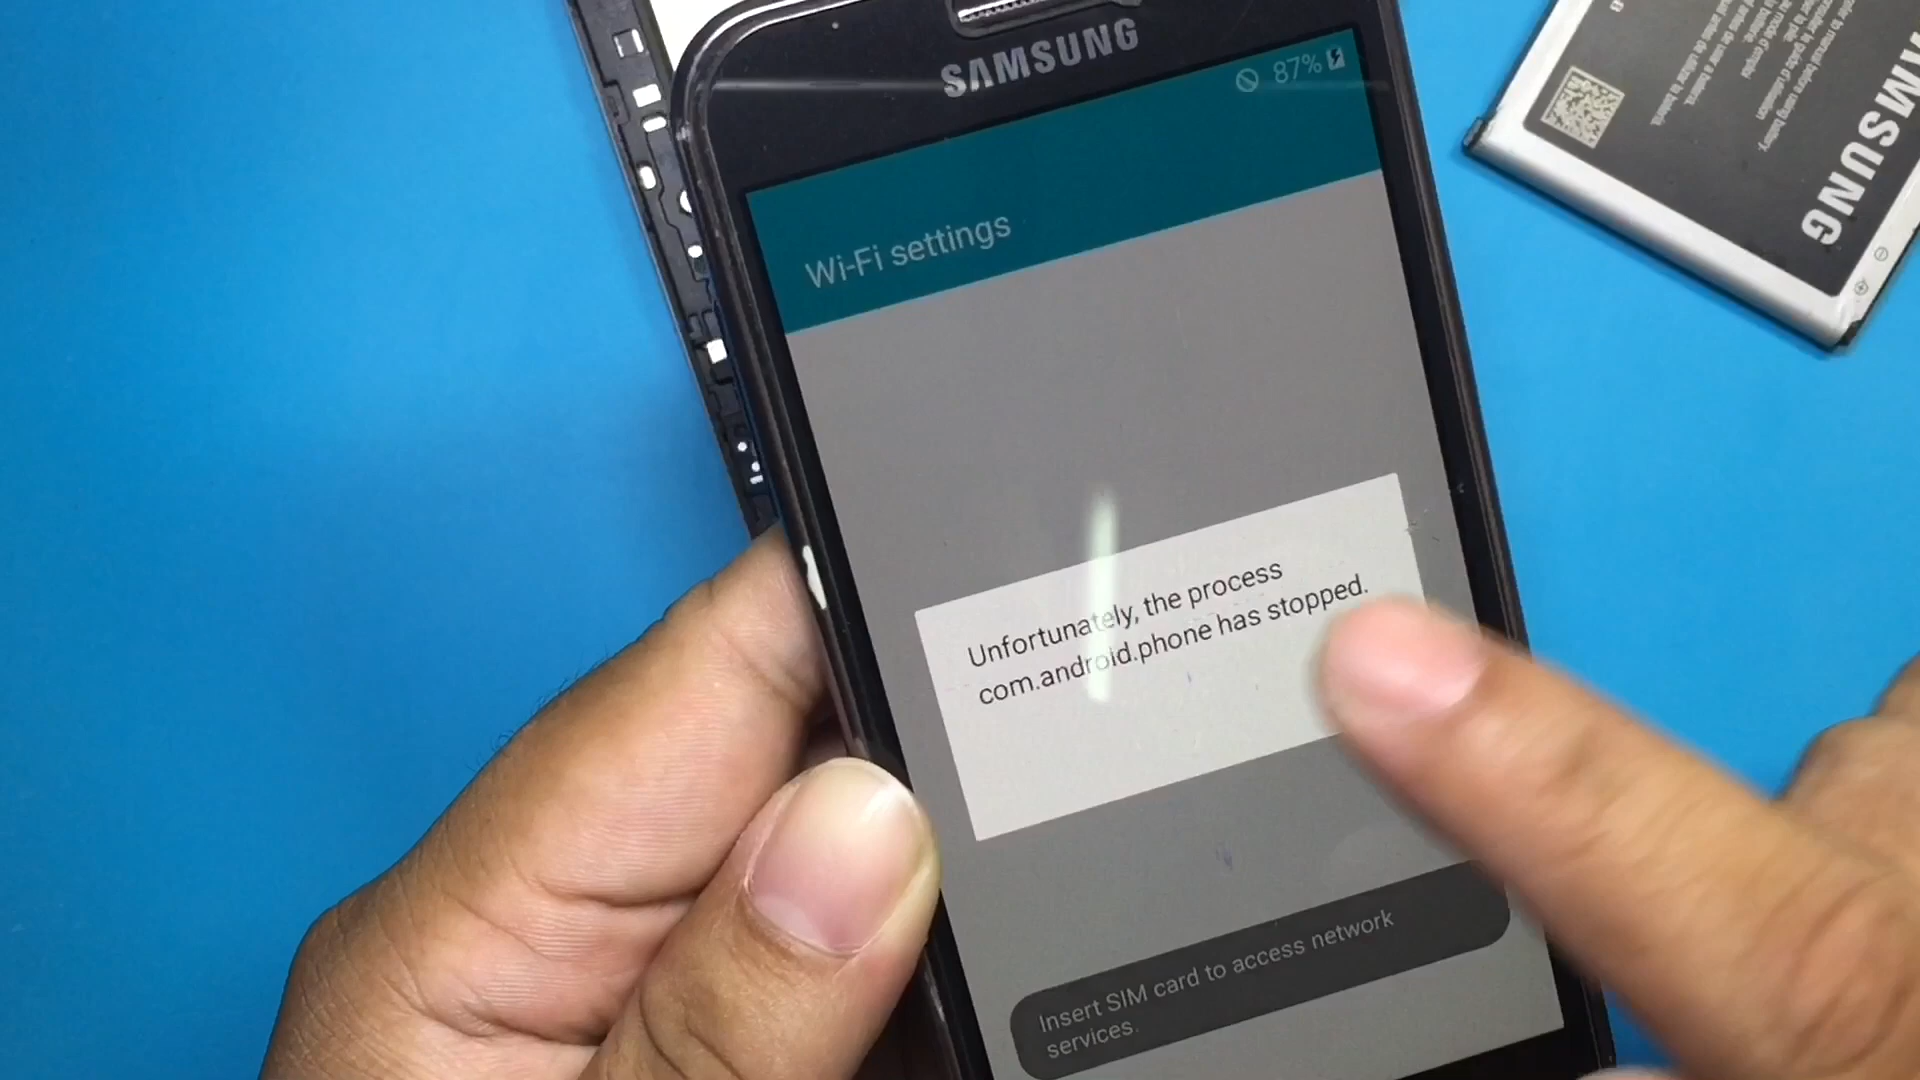 SAMSUNG
87%
Wi-Fi settings
Unfortunately, the process
com.android.phone has stopped.
Insert SIM card to access network
services.
SAMSUNG